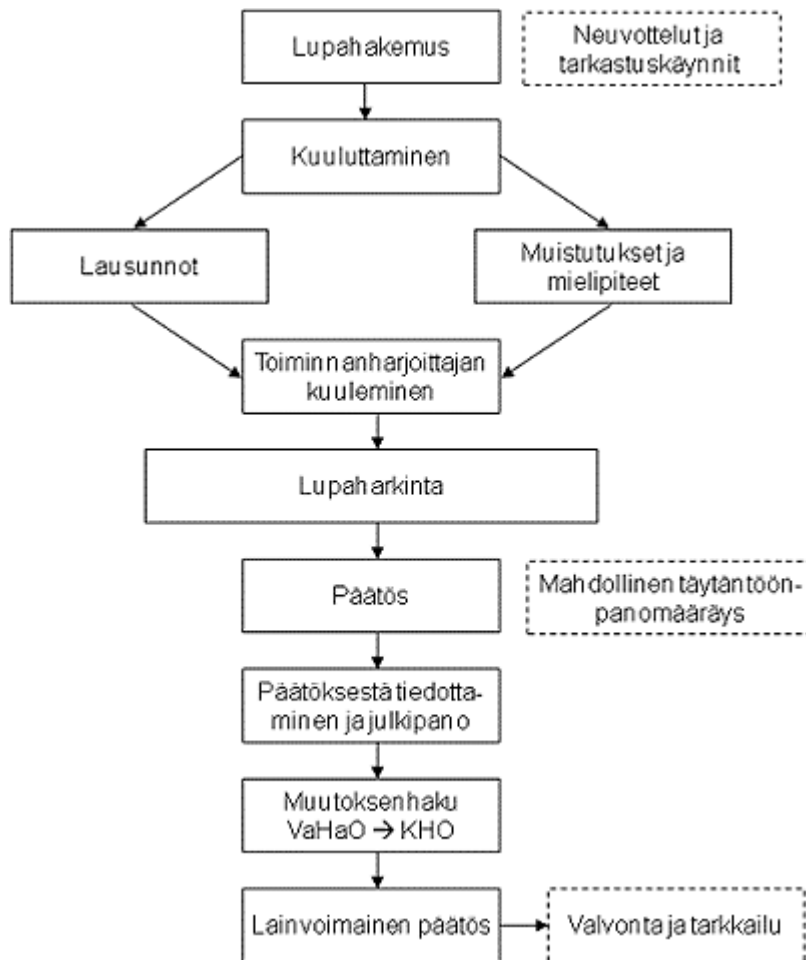 Lupahakemus
Neuvottelut ja
tarkastuskäynnit
Kuuluttaminen
Lausunnot
Muistutukset ja
mielipiteet
Toiminnanharjoittajan
kuuleminen
Lupaharkinta
Päätös
Mahdollinen täytäntöön-
panomääräys
Päätöksestä tiedotta-
minen ja julkipano
Muutoksenhaku
VaHaO → KHO
Lainvoimainen päätös
Valvonta ja tarkkailu